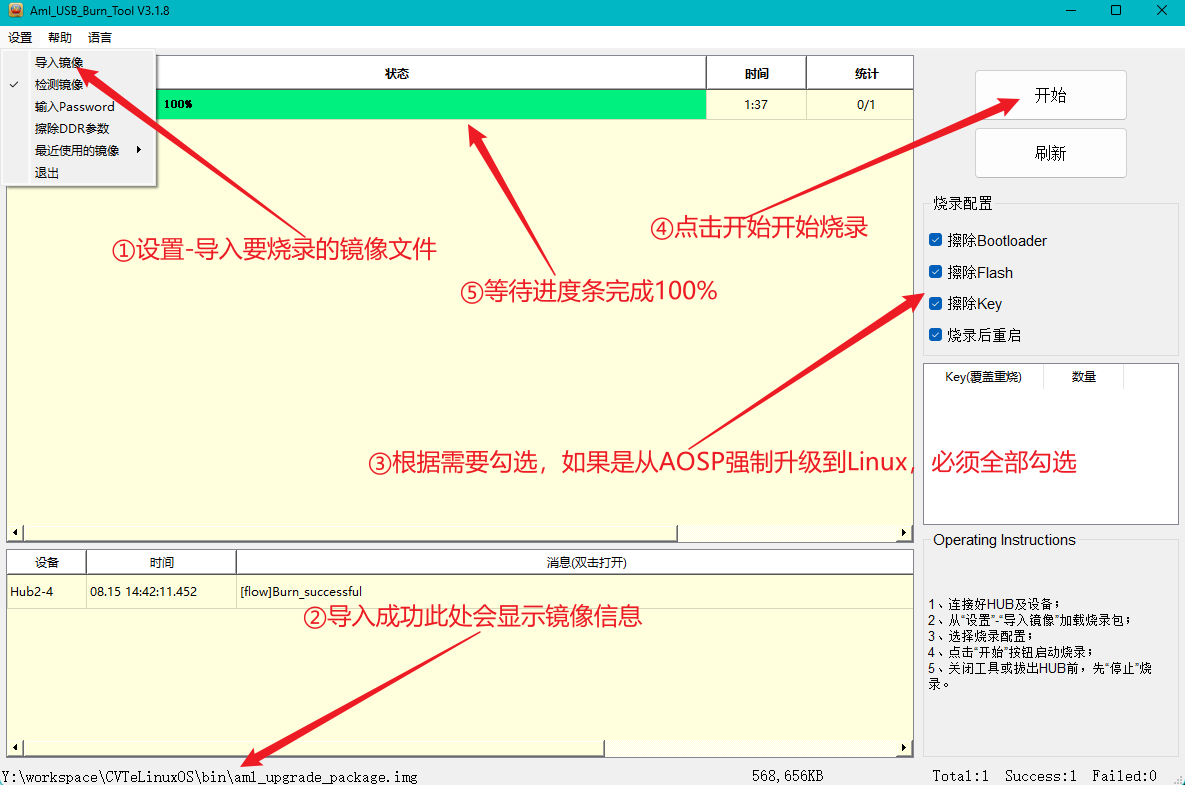 Aml_USB_Burn_Tool V3.1.8
设置 帮助 语言
导入镜像
检测镜像
输入Password
擦除DDR参数
最近使用的镜像
退出
状态 时间 统计
100% 1:37 0/1
①设置-导入要烧录的镜像文件
④点击开始开始烧录
⑤等待进度条完成100%
③根据需要勾选，如果是从AOSP强制升级到Linux，必须全部勾选
开始
刷新
烧录配置
擦除Bootloader
擦除Flash
擦除Key
烧录后重启
Key(覆盖重烧) 数量
设备 时间 消息(双击打开)
Hub2-4 08.15 14:42:11.452 [flow]Burn_successful
②导入成功此处会显示镜像信息
Operating Instructions
1、连接好HUB及设备；
2、从“设置”-“导入镜像”加载烧录包；
3、选择烧录配置；
4、点击“开始”按钮启动烧录；
5、关闭工具或拔出HUB前，先“停止”烧
录。
Y:\workspace\CVTeLinuxOS\bin\aml_upgrade_package.img 568,656KB Total:1 Success:1 Failed:0